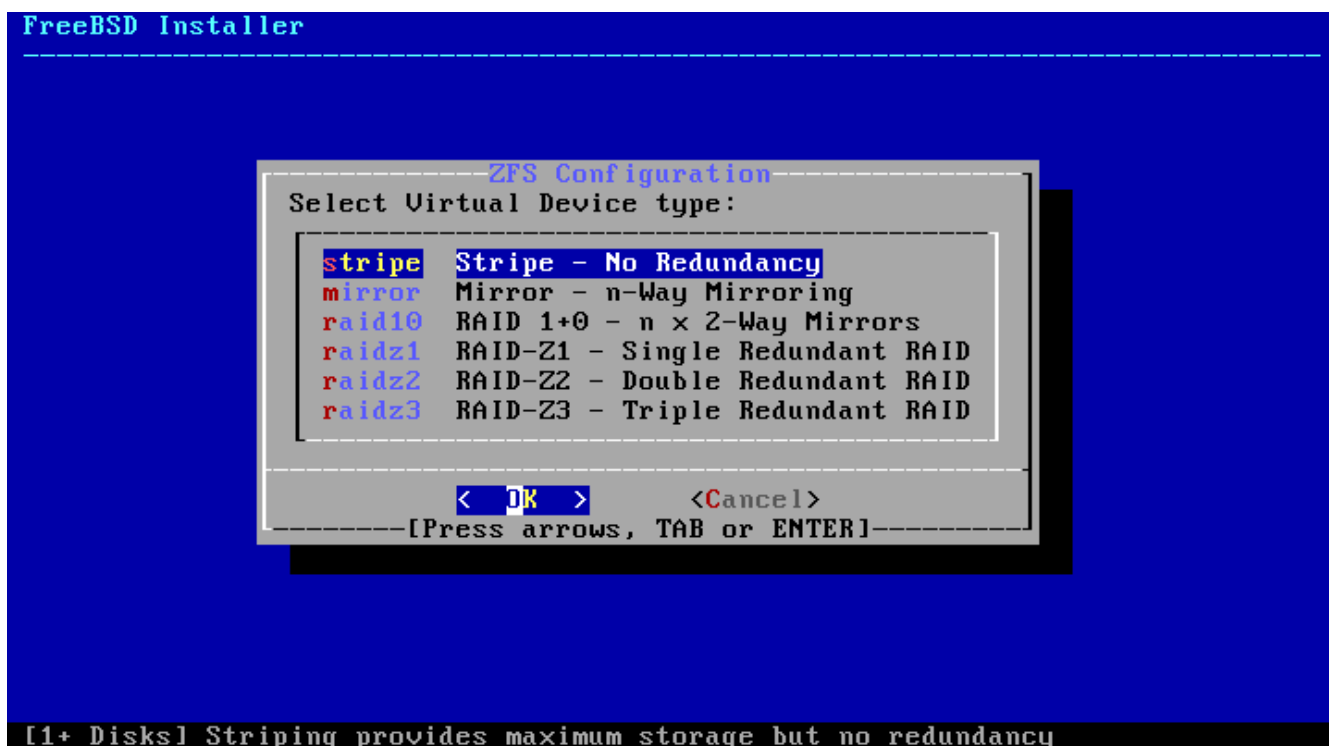 FreeBSD Installer
ZFS Configuration
Select Virtual Device type:
stripe Stripe - No Redundancy
mirror Mirror - n-Way Mirroring
raid10 RAID 1+0 - n x 2-Way Mirrors
raidz1 RAID-Z1 - Single Redundant RAID
raidz2 RAID-Z2 - Double Redundant RAID
raidz3 RAID-Z3 - Triple Redundant RAID
< OK > <Cancel>
[Press arrows, TAB or ENTER]
[1+ Disks] Striping provides maximum storage but no redundancy